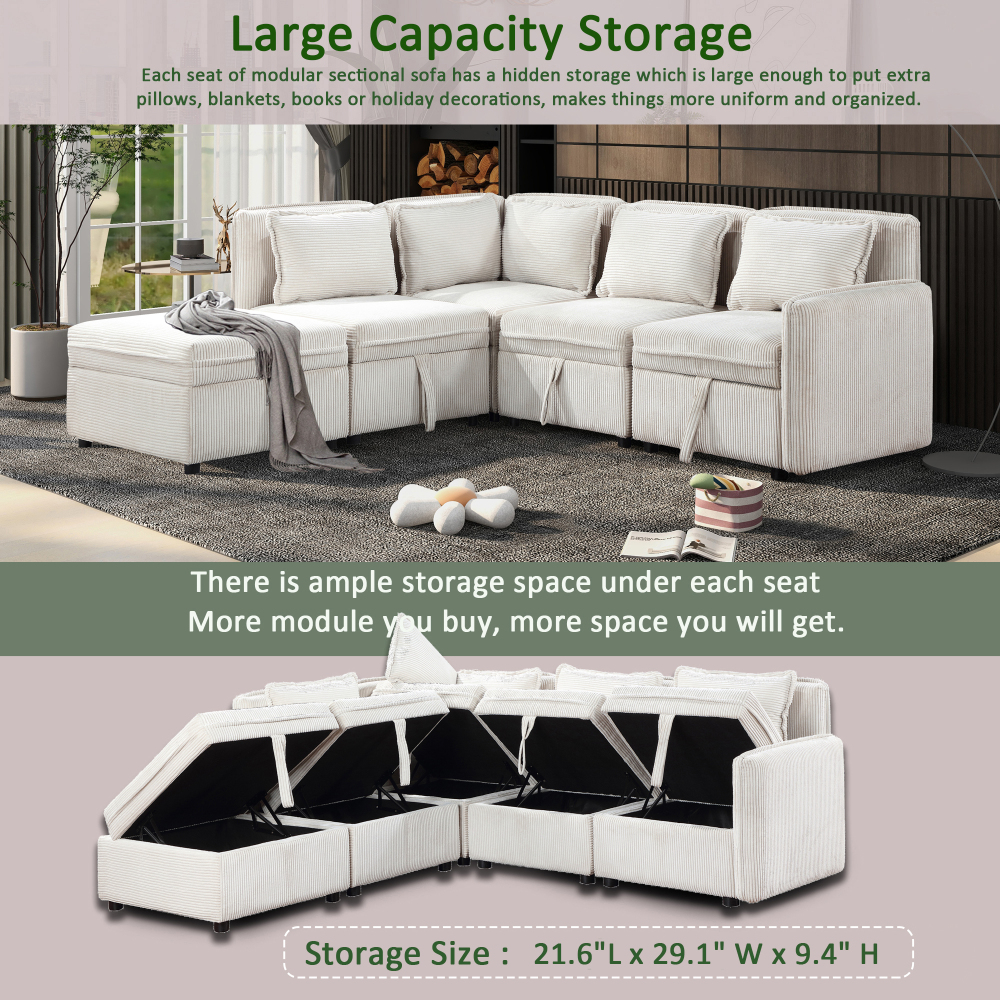 Large Capacity Storage
Each seat of modular sectional sofa has a hidden storage which is large enough to put extra
pillows, blankets, books or holiday decorations, makes things more uniform and organized.
There is ample storage space under each seat
More module you buy, more space you will get.
Storage Size : 21.6"L x 29.1" W x 9.4" H